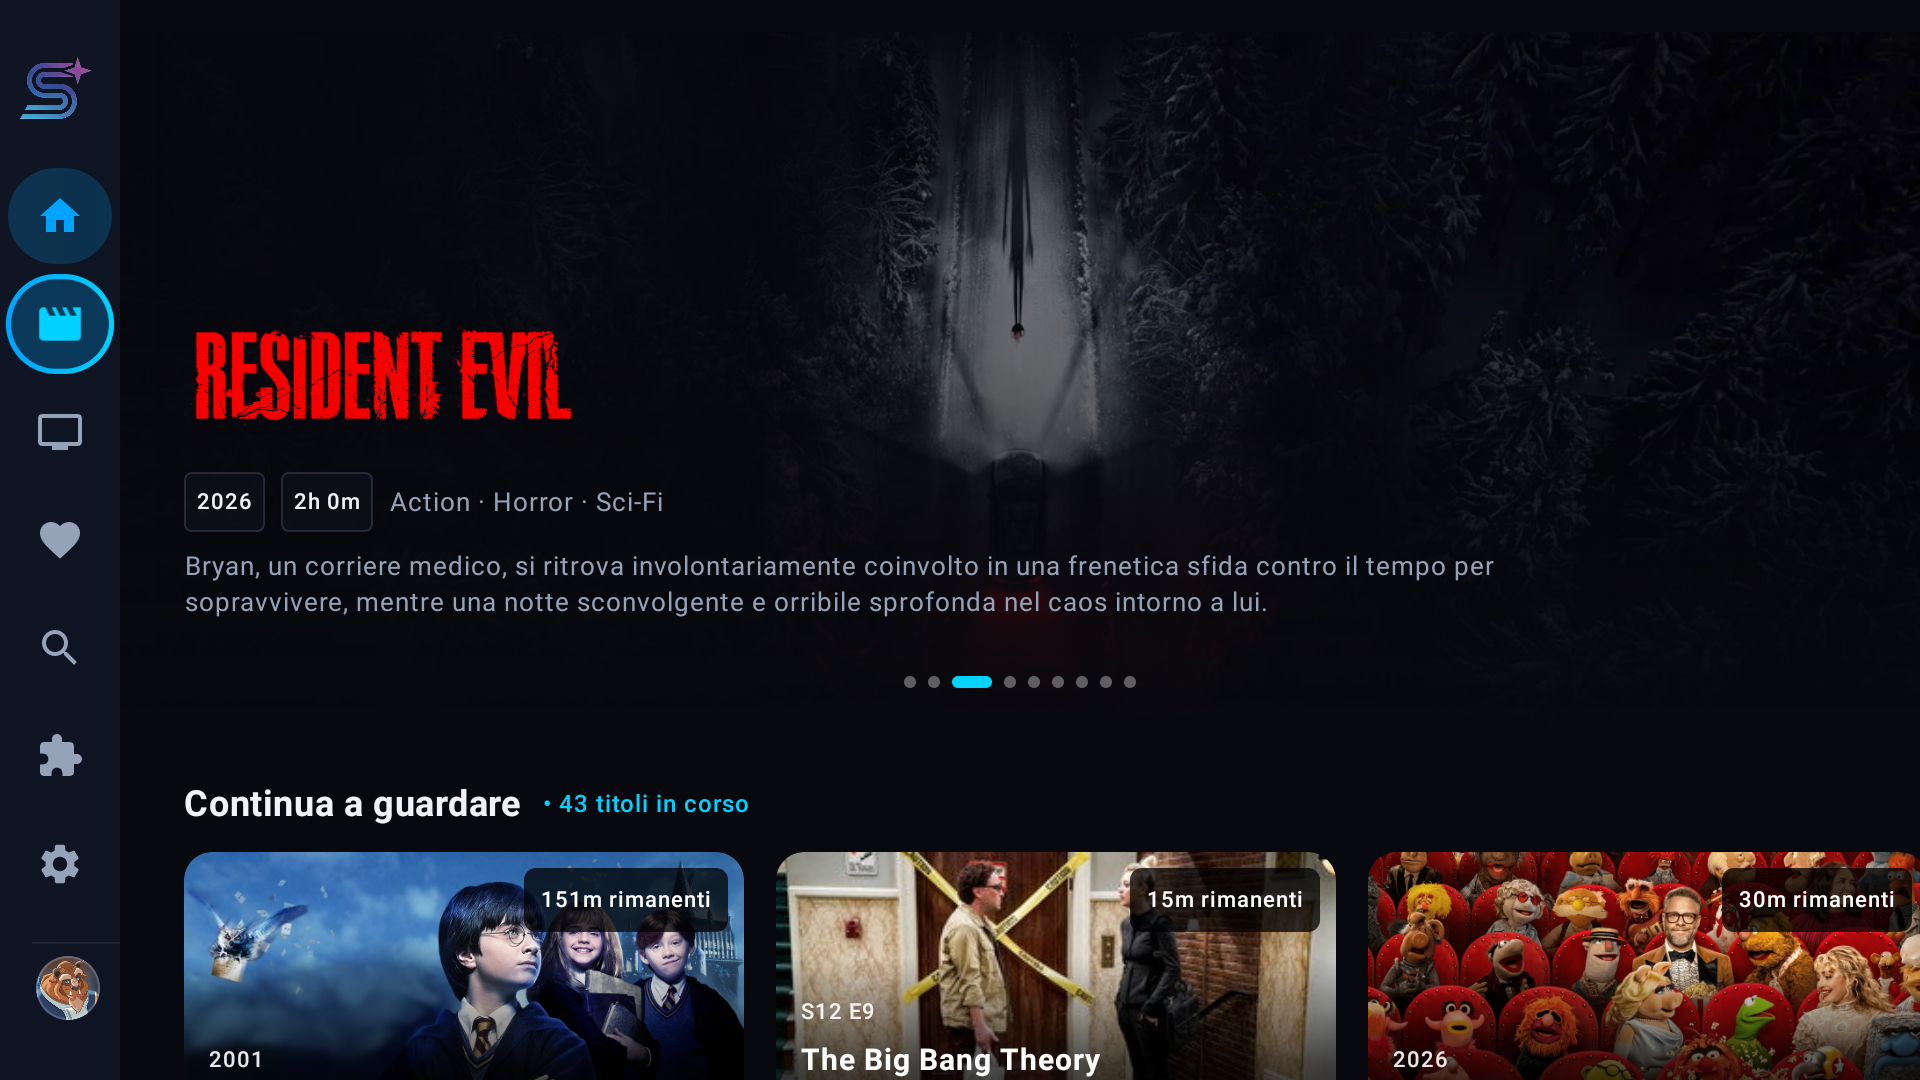 RESIDENT EVIL
2026
2h 0m
Action · Horror · Sci-Fi
Bryan, un corriere medico, si ritrova involontariamente coinvolto in una frenetica sfida contro il tempo per
sopravvivere, mentre una notte sconvolgente e orribile sprofonda nel caos intorno a lui.
Continua a guardare • 43 titoli in corso
151m rimanenti
2001
15m rimanenti
S12 E9
The Big Bang Theory
30m rimanenti
2026